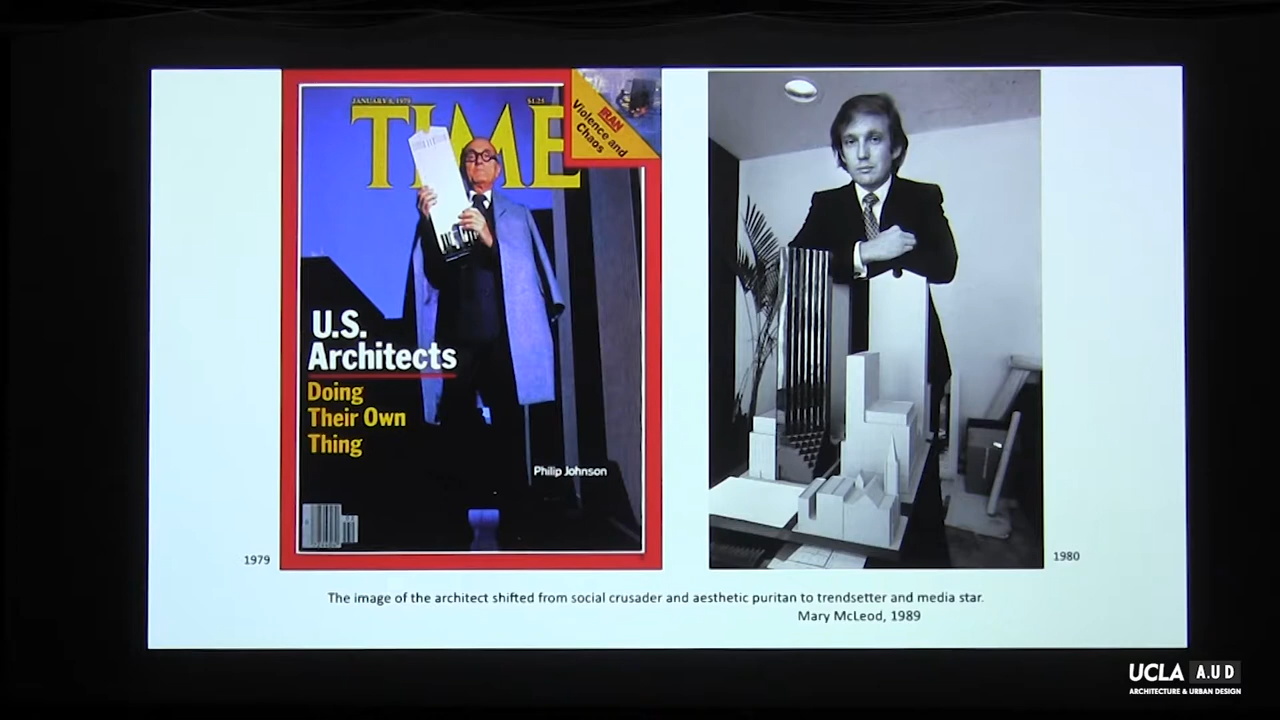 JANUARY 8, 1979
$1.25
TIME
IRAN
Violence and
Chaos
U.S.
Architects
Doing
Their Own
Thing
Philip Johnson
1979
1980
The image of the architect shifted from social crusader and aesthetic puritan to trendsetter and media star.
Mary McLeod, 1989
UCLA A.UD
ARCHITECTURE & URBAN DESIGN